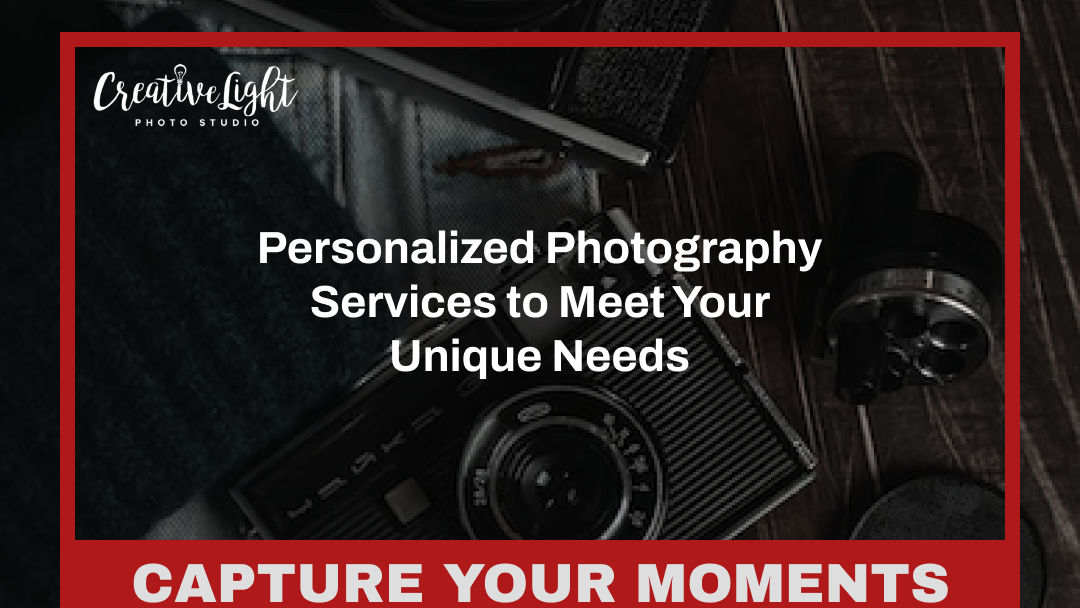 CreativeLight
PHOTO STUDIO
Personalized Photography
Services to Meet Your
Unique Needs
CAPTURE YOUR MOMENTS